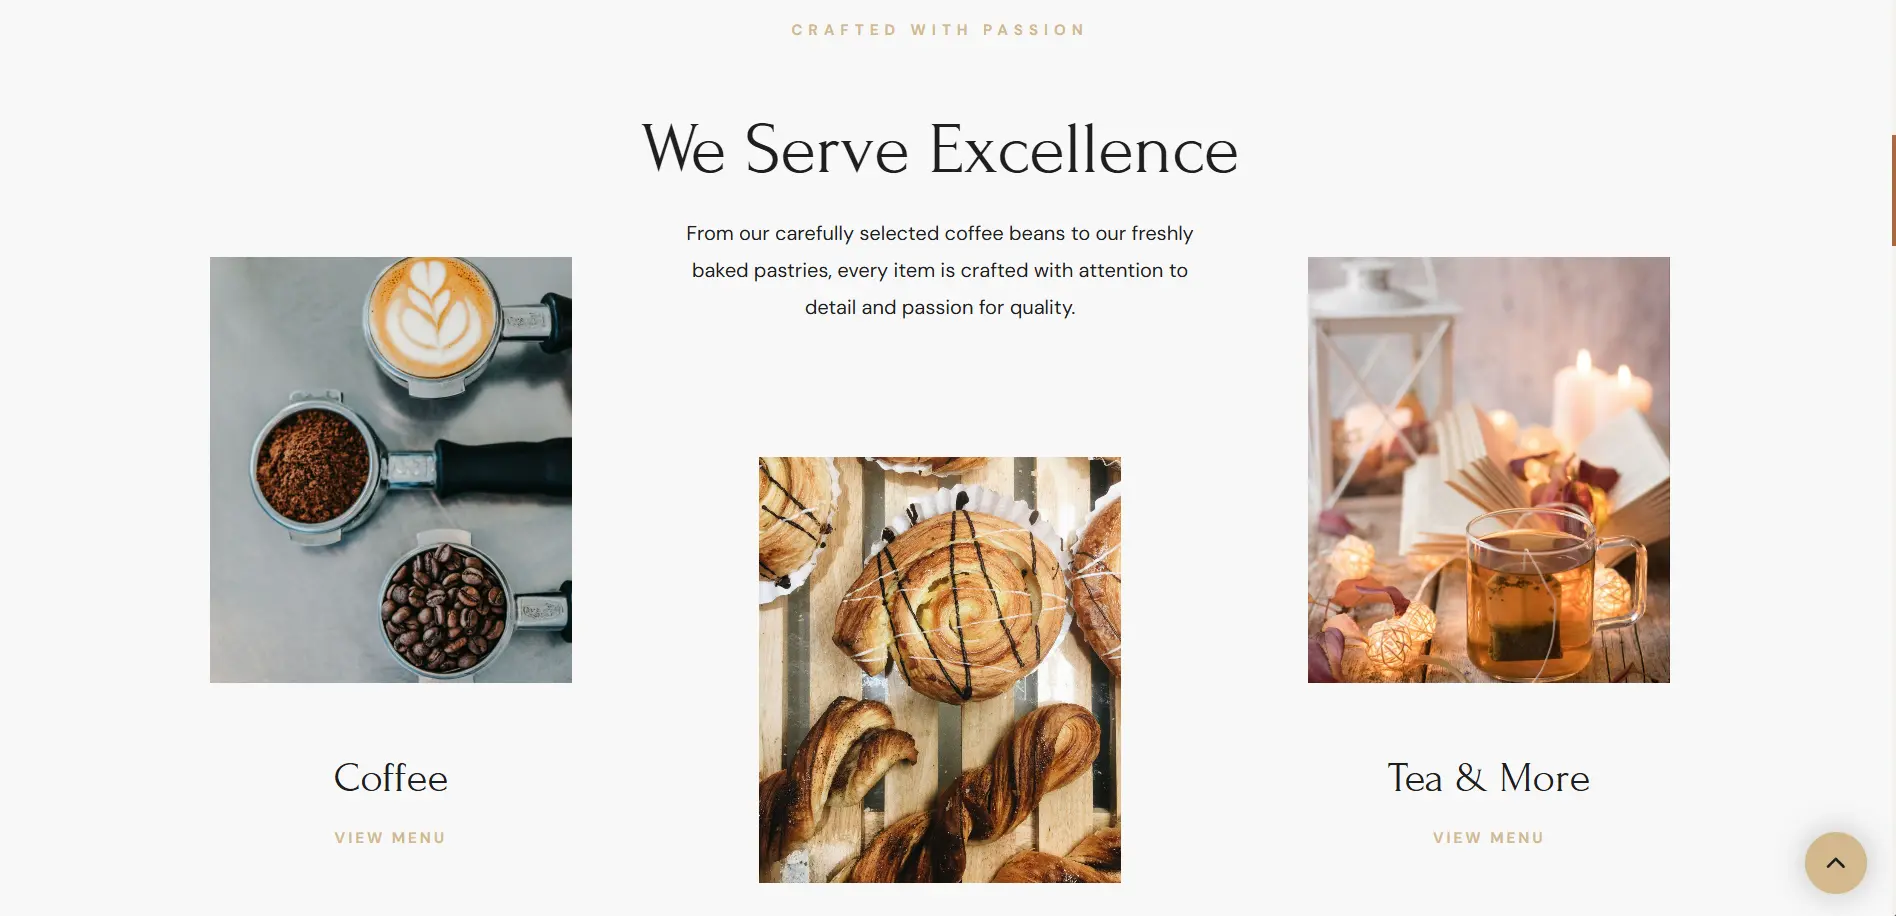 CRAFTED WITH PASSION
We Serve Excellence
From our carefully selected coffee beans to our freshly
baked pastries, every item is crafted with attention to
detail and passion for quality.
Coffee
VIEW MENU
Tea & More
VIEW MENU